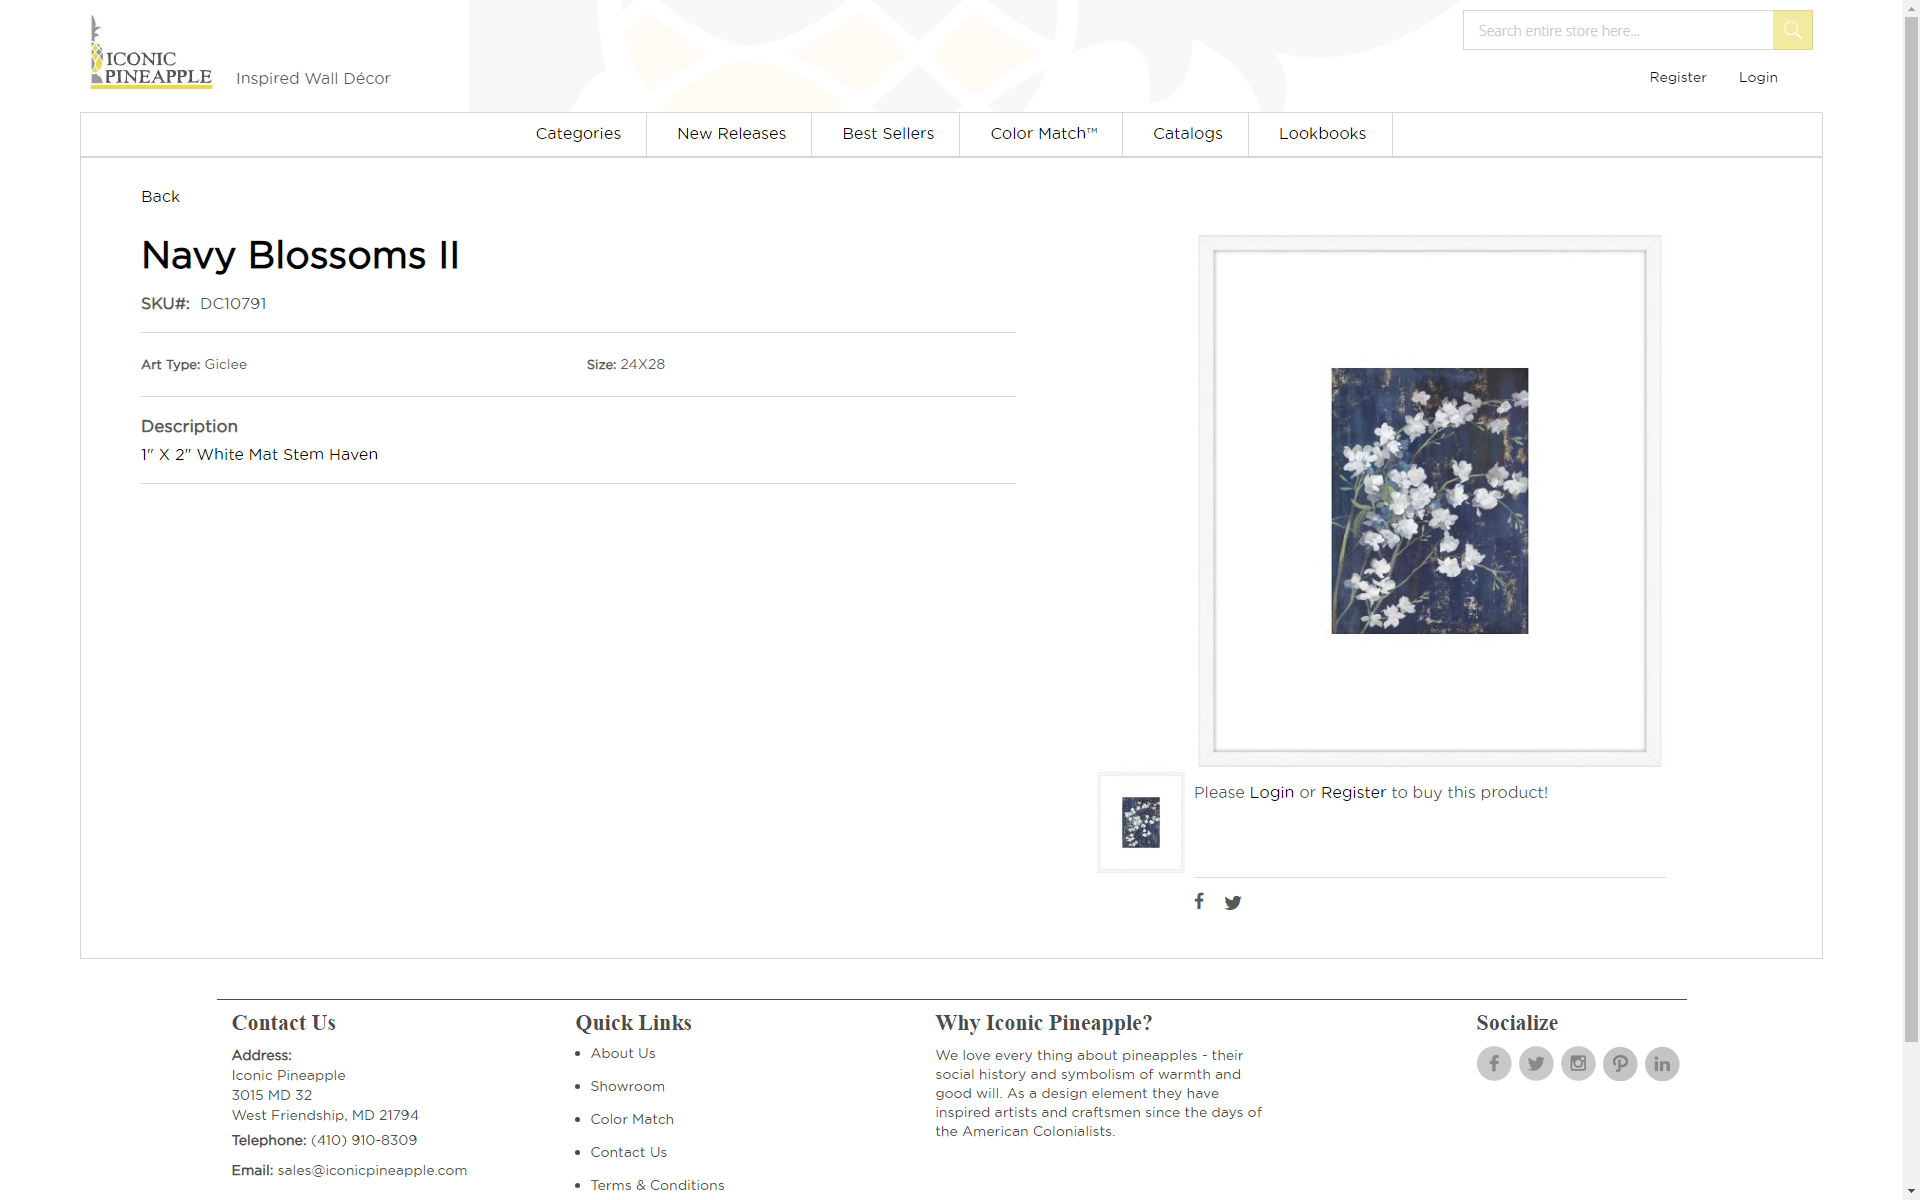 ICONIC
PINEAPPLE
Inspired Wall Décor
Search entire store here...
Register
Login
Categories
New Releases
Best Sellers
Color Match™
Catalogs
Lookbooks
Back
Navy Blossoms II
SKU#: DC10791
Art Type: Giclee
Size: 24X28
Description
1" X 2" White Mat Stem Haven
Please Login or Register to buy this product!
Contact Us
Address:
Iconic Pineapple
3015 MD 32
West Friendship, MD 21794
Telephone: (410) 910-8309
Email: sales@iconicpineapple.com
Quick Links
About Us
Showroom
Color Match
Contact Us
Terms & Conditions
Why Iconic Pineapple?
We love every thing about pineapples - their
social history and symbolism of warmth and
good will. As a design element they have
inspired artists and craftsmen since the days of
the American Colonialists.
Socialize